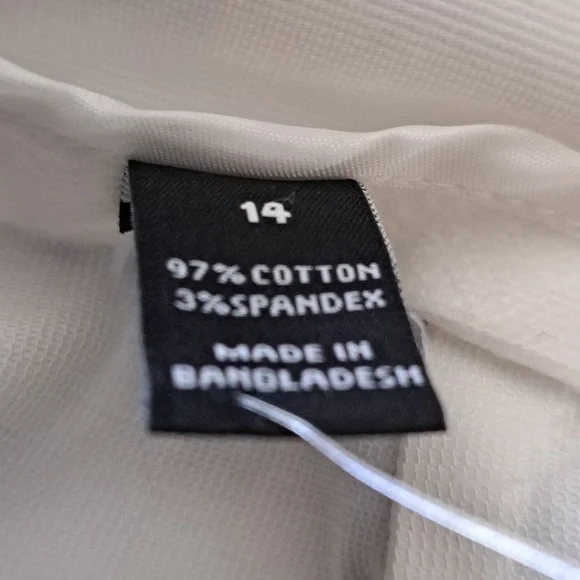 14
97% COTTON
3% SPANDEX
MADE IN
BANGLADESH